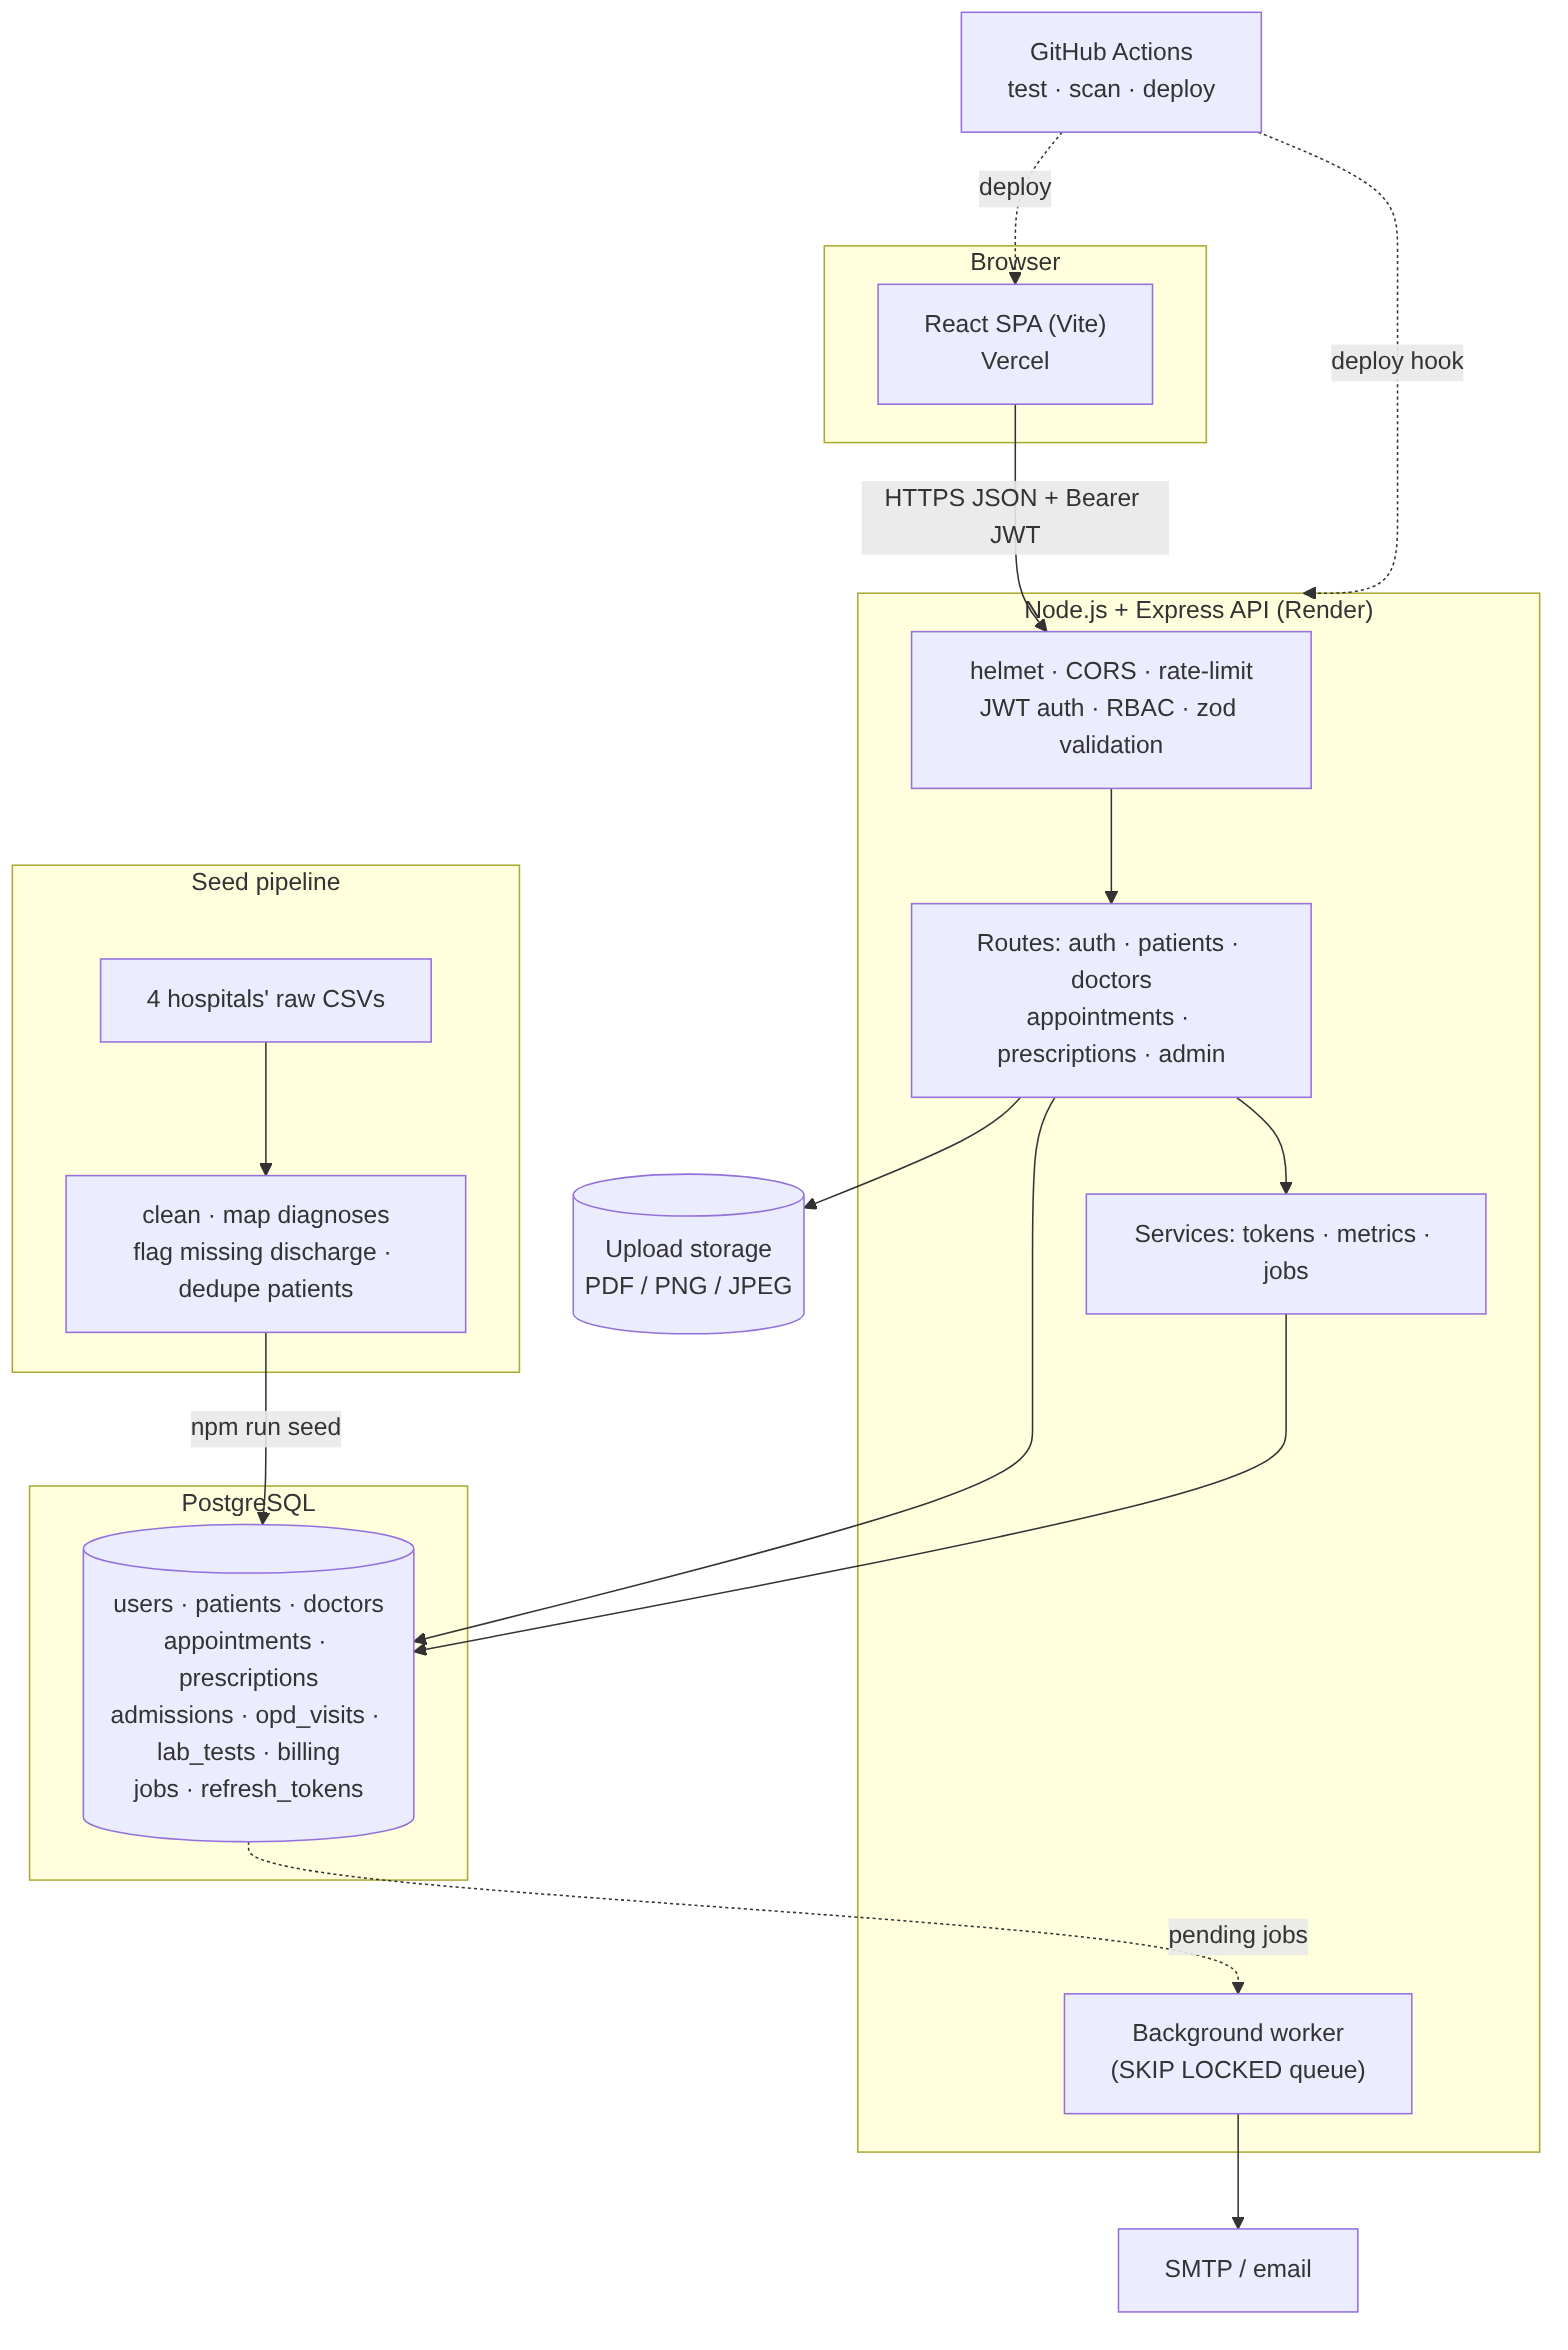 GitHub Actions
test · scan · deploy
deploy
Browser
React SPA (Vite)
Vercel
deploy hook
HTTPS JSON + Bearer
JWT
Node.js + Express API (Render)
helmet · CORS · rate-limit
JWT auth · RBAC · zod
validation
Seed pipeline
4 hospitals' raw CSVs
Routes: auth · patients ·
doctors
appointments ·
prescriptions · admin
clean · map diagnoses
flag missing discharge ·
dedupe patients
Upload storage
PDF / PNG / JPEG
Services: tokens · metrics ·
jobs
npm run seed
PostgreSQL
users · patients · doctors
appointments ·
prescriptions
admissions · opd_visits ·
lab_tests · billing
jobs · refresh_tokens
pending jobs
Background worker
(SKIP LOCKED queue)
SMTP / email